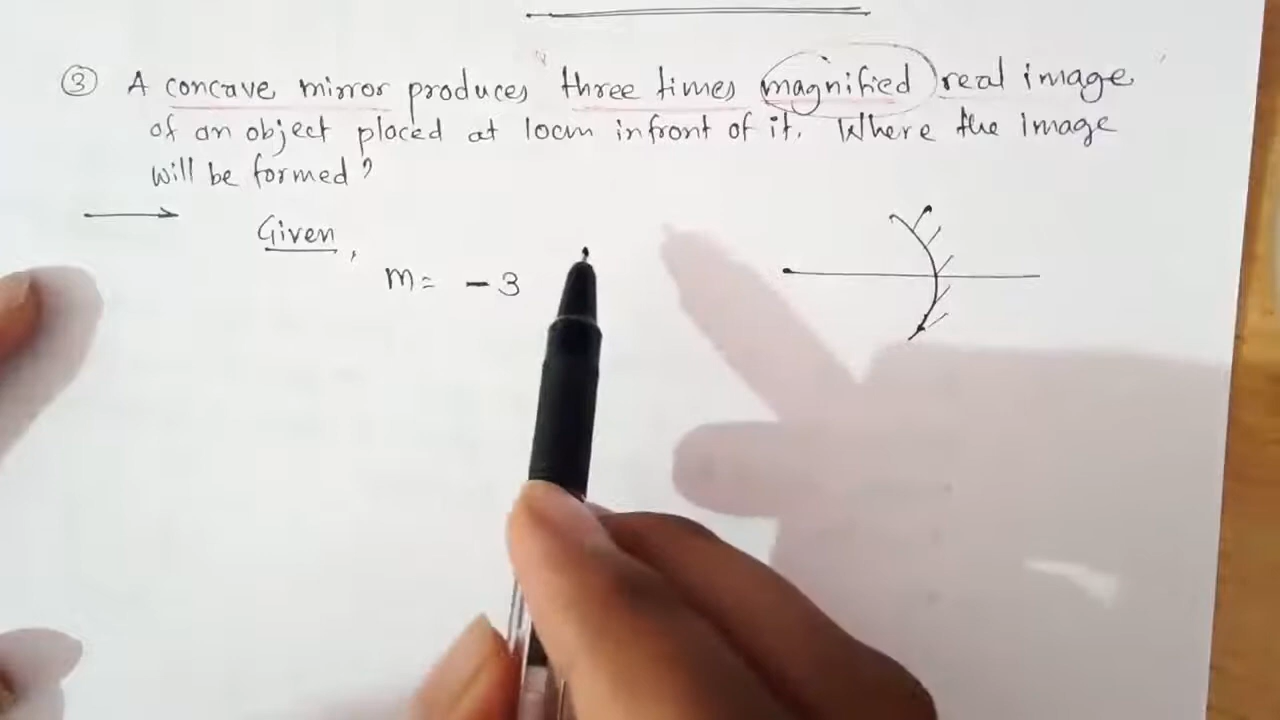 ③ A concave mirror produces three times magnified real image
of an object placed at 10cm infront of it. Where the image
will be formed?
Given,
m = -3